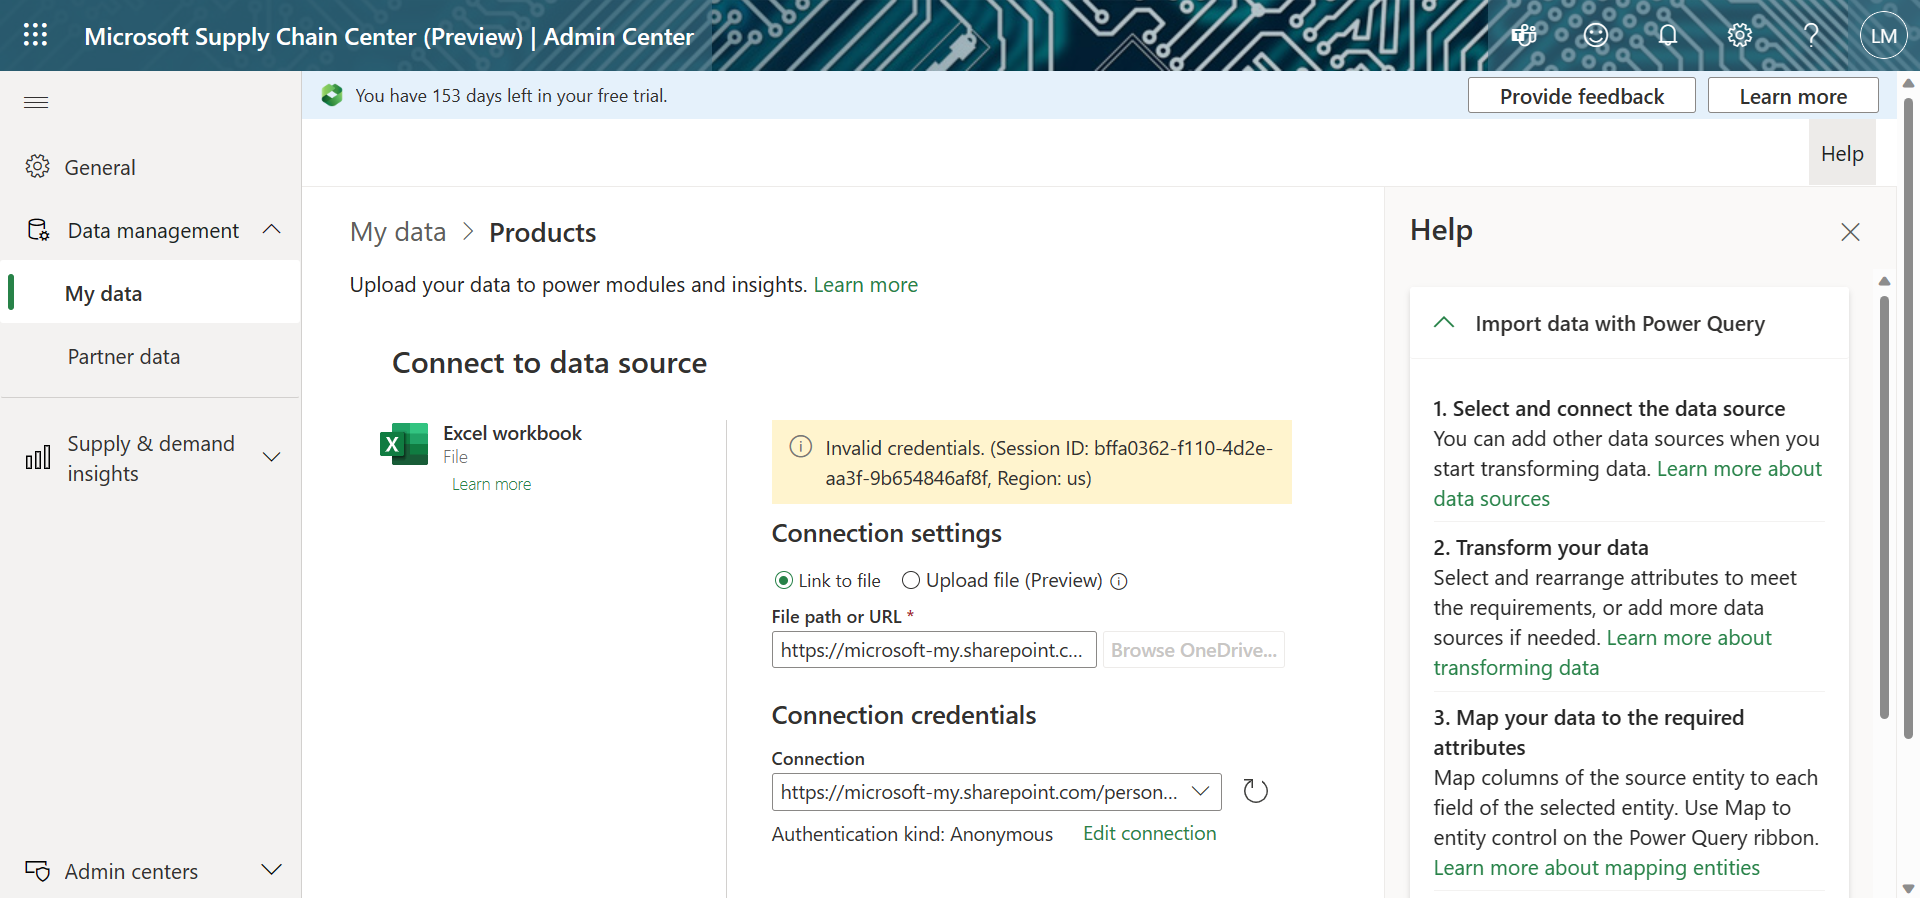 Microsoft Supply Chain Center (Preview) | Admin Center
LM
You have 153 days left in your free trial.
Provide feedback
Learn more
Help
General
Data management
My data
Partner data
Supply & demand
insights
Admin centers
My data > Products
Upload your data to power modules and insights. Learn more
Connect to data source
Excel workbook
File
Learn more
Invalid credentials. (Session ID: bffa0362-f110-4d2e-
aa3f-9b654846af8f, Region: us)
Connection settings
Link to file
Upload file (Preview)
File path or URL *
https://microsoft-my.sharepoint.c...
Browse OneDrive...
Connection credentials
Connection
https://microsoft-my.sharepoint.com/person...
Authentication kind: Anonymous
Edit connection
Help
Import data with Power Query
1. Select and connect the data source
You can add other data sources when you
start transforming data. Learn more about
data sources
2. Transform your data
Select and rearrange attributes to meet
the requirements, or add more data
sources if needed. Learn more about
transforming data
3. Map your data to the required
attributes
Map columns of the source entity to each
field of the selected entity. Use Map to
entity control on the Power Query ribbon.
Learn more about mapping entities